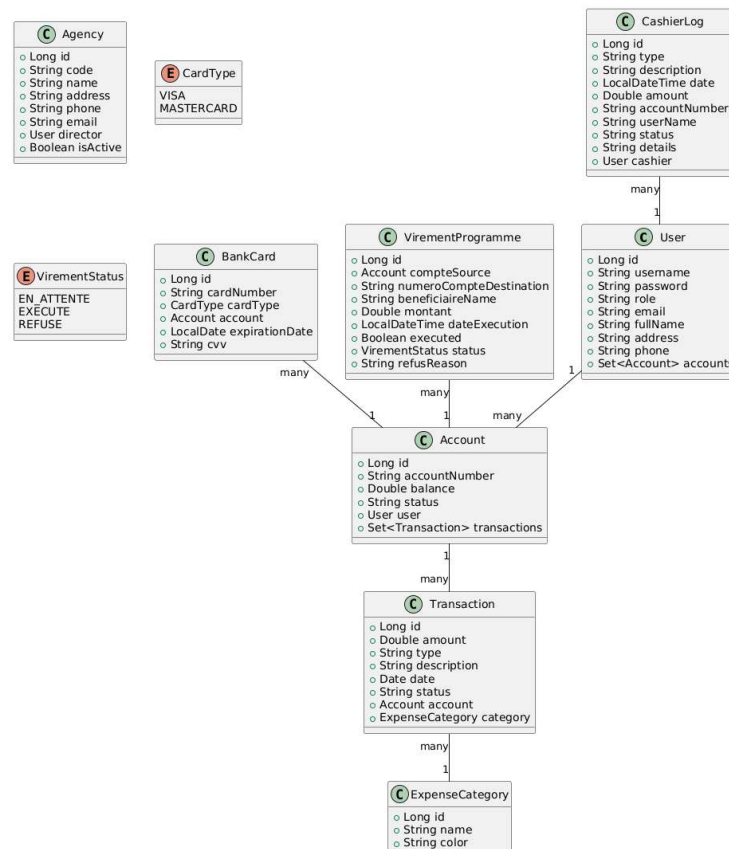 C Agency
Long id
String code
String name
String address
String phone
String email
User director
Boolean isActive
E CardType
VISA
MASTERCARD
C CashierLog
Long id
String type
String description
LocalDateTime date
Double amount
String accountNumber
String userName
String status
String details
User cashier
many
1
E VirementStatus
EN_ATTENTE
EXECUTE
REFUSE
C BankCard
Long id
String cardNumber
CardType cardType
Account account
LocalDate expirationDate
String cvv
C VirementProgramme
Long id
Account compteSource
String numeroCompteDestination
String beneficiaireName
Double montant
LocalDateTime dateExecution
Boolean executed
VirementStatus status
String refusReason
C User
Long id
String username
String password
String role
String email
String fullName
String address
String phone
Set<Account> accounts
many
1
many
1
1
many
C Account
Long id
String accountNumber
Double balance
String status
User user
Set<Transaction> transactions
1
many
C Transaction
Long id
Double amount
String type
String description
Date date
String status
Account account
ExpenseCategory category
many
1
C ExpenseCategory
Long id
String name
String color